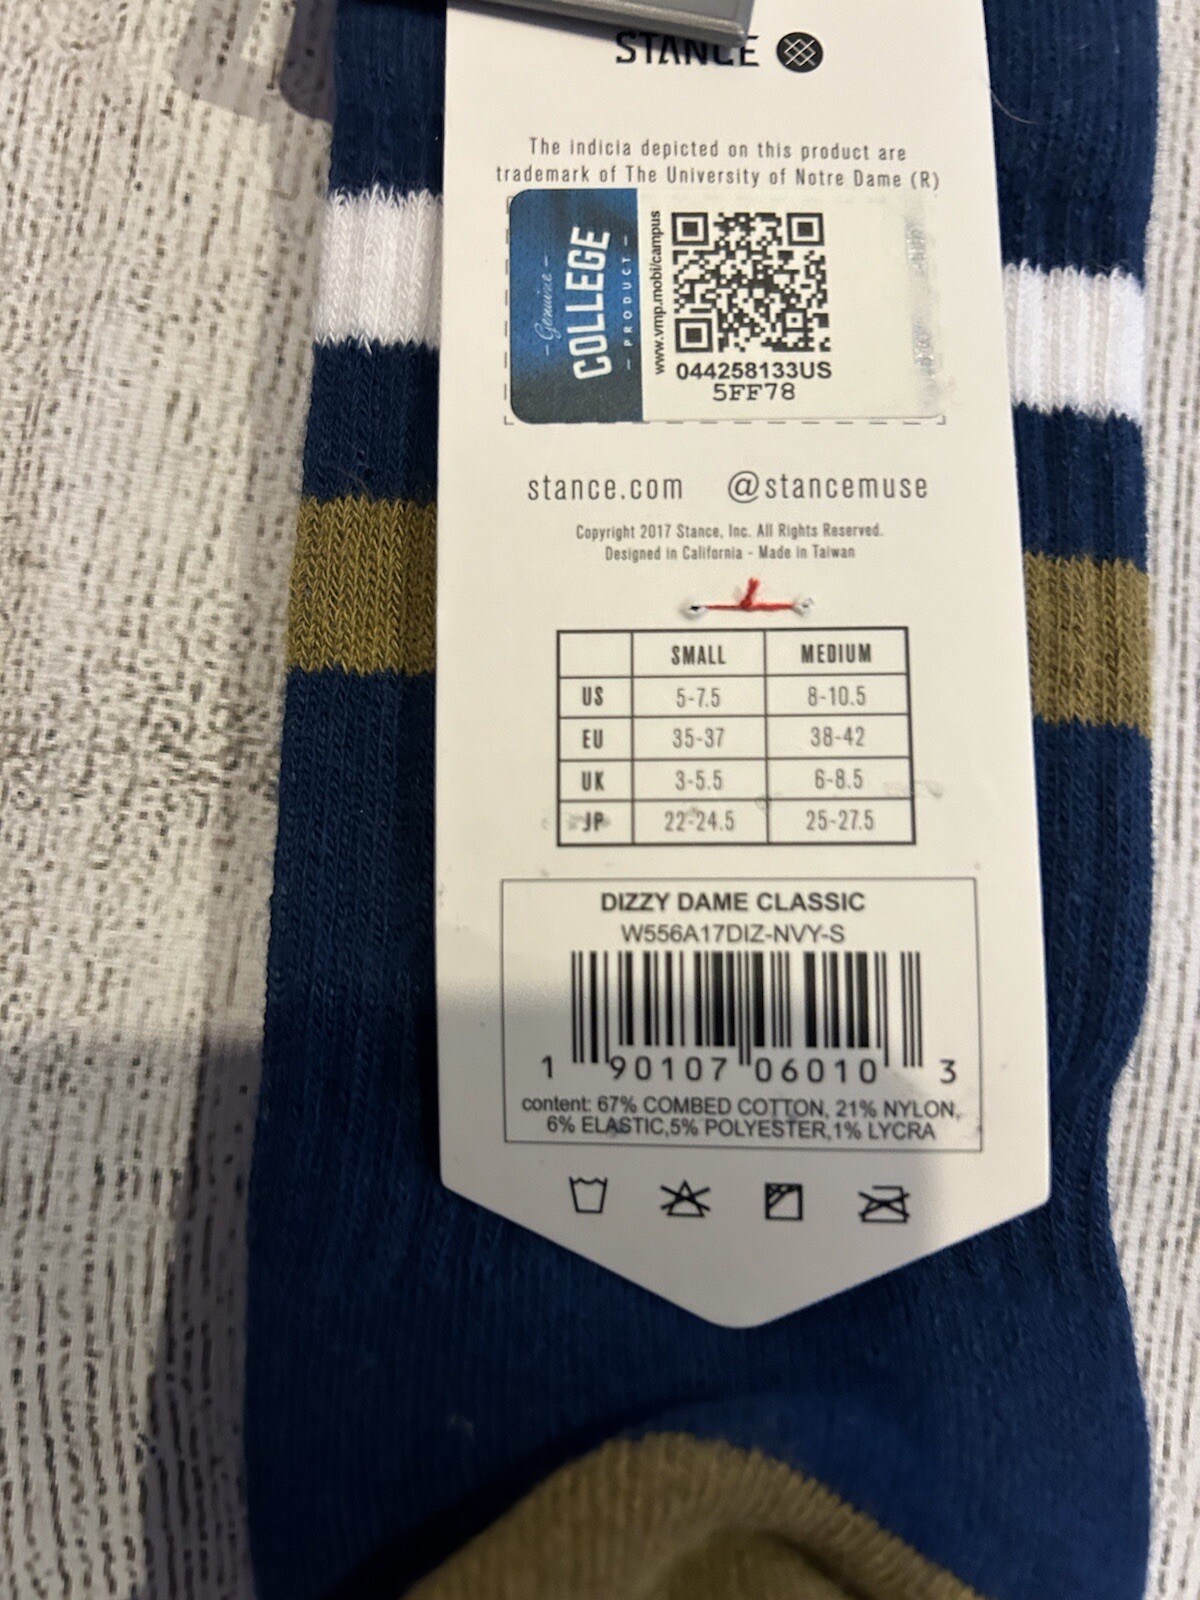 STANCE
The indicia depicted on this product are
trademark of The University of Notre Dame (R)
Genuine
COLLEGE
PRODUCT
www.vmp.mobi/campus
044258133US
5FF78
stance.com @stancemuse
Copyright 2017 Stance, Inc. All Rights Reserved.
Designed in California - Made in Taiwan
SMALL MEDIUM
US 5-7.5 8-10.5
EU 35-37 38-42
UK 3-5.5 6-8.5
JP 22-24.5 25-27.5
DIZZY DAME CLASSIC
W556A17DIZ-NVY-S
1 90107 06010 3
content: 67% COMBED COTTON, 21% NYLON,
6% ELASTIC,5% POLYESTER,1% LYCRA